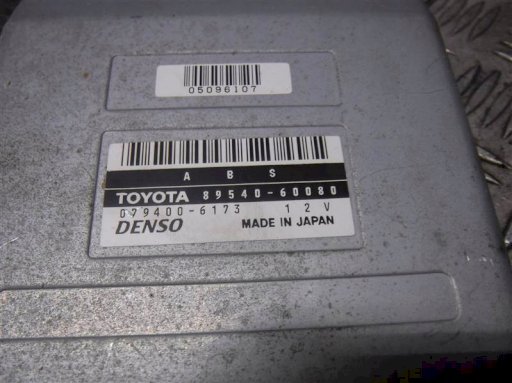 05096107
A B S
TOYOTA 89540-60080
079400-6173 12V
DENSO MADE IN JAPAN